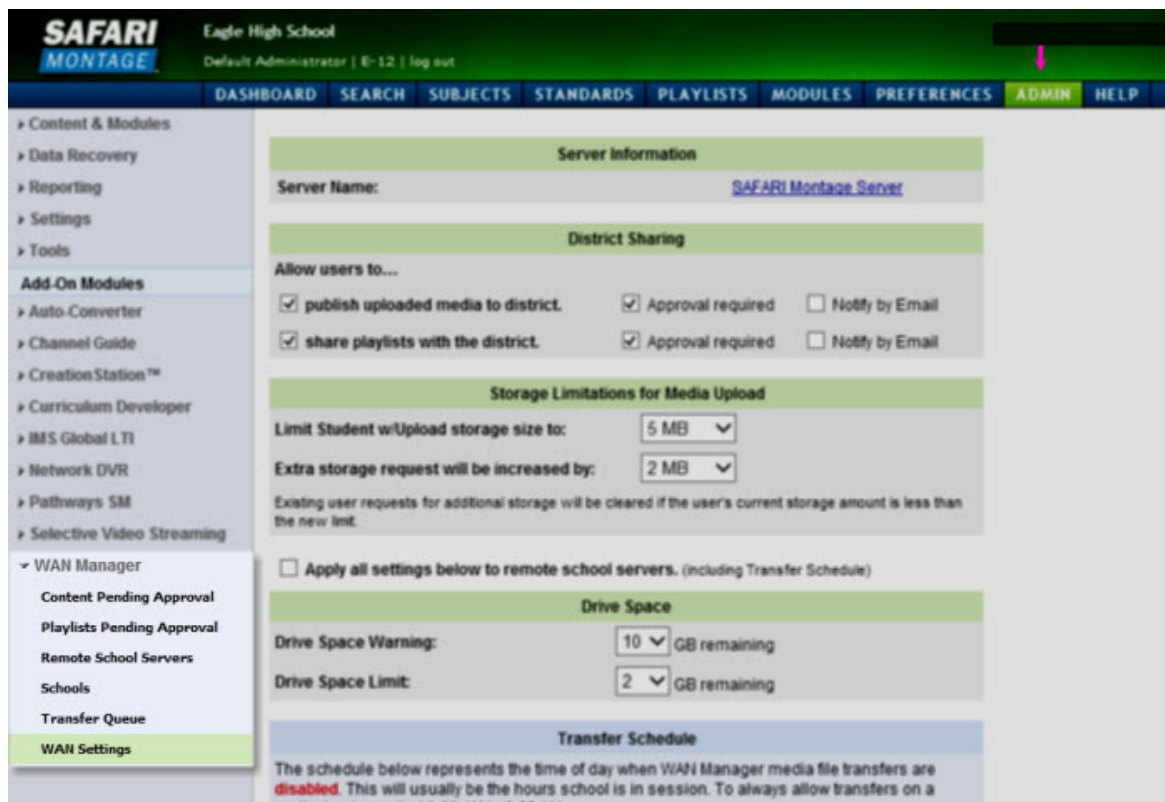 SAFARI
MONTAGE
Eagle High School
Default Administrator | E-12 | log out
DASHBOARD SEARCH SUBJECTS STANDARDS PLAYLISTS MODULES PREFERENCES ADMIN HELP
Content & Modules
Data Recovery
Reporting
Settings
Tools
Add-On Modules
Auto-Converter
Channel Guide
CreationStation™
Curriculum Developer
IMS Global LTI
Network DVR
Pathways SM
Selective Video Streaming
WAN Manager
Content Pending Approval
Playlists Pending Approval
Remote School Servers
Schools
Transfer Queue
WAN Settings
Server Information
Server Name: SAFARI Montage Server
District Sharing
Allow users to...
publish uploaded media to district. Approval required Notify by Email
share playlists with the district. Approval required Notify by Email
Storage Limitations for Media Upload
Limit Student w/Upload storage size to: 5 MB
Extra storage request will be increased by: 2 MB
Existing user requests for additional storage will be cleared if the user's current storage amount is less than
the new limit.
Apply all settings below to remote school servers. (including Transfer Schedule)
Drive Space
Drive Space Warning: 10 GB remaining
Drive Space Limit: 2 GB remaining
Transfer Schedule
The schedule below represents the time of day when WAN Manager media file transfers are
disabled. This will usually be the hours school is in session. To always allow transfers on a